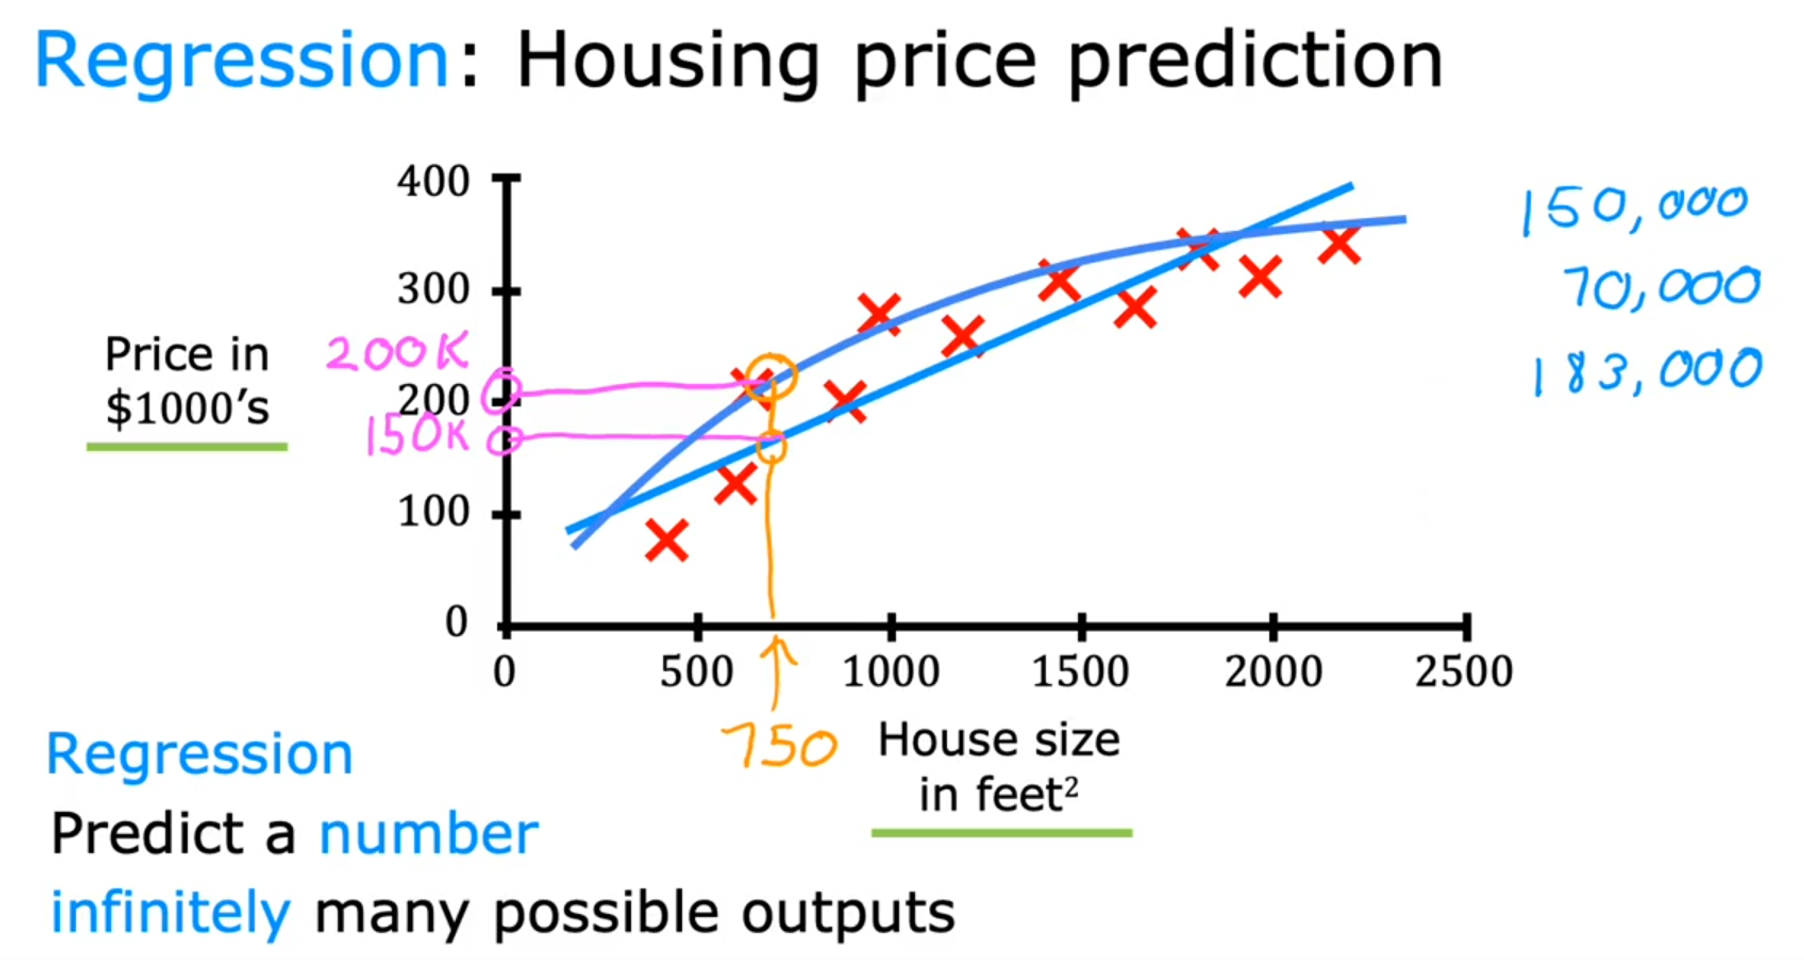 Regression: Housing price prediction
400
300
200
100
0
Price in
$1000's
200K
150K
0 500 1000 1500 2000 2500
750
House size
in feet²
150,000
70,000
183,000
Regression
Predict a number
infinitely many possible outputs